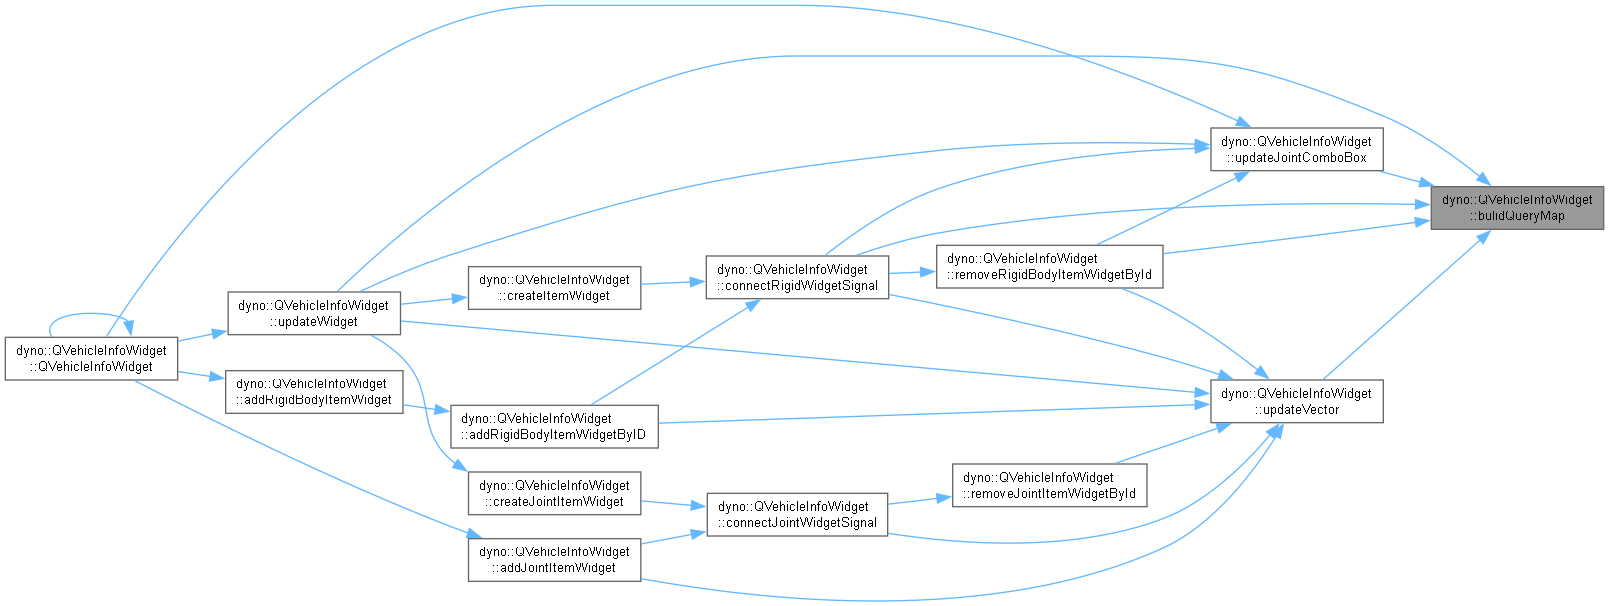 dyno::QVehicleInfoWidget
::updateJointComboBox
dyno::QVehicleInfoWidget
::bulidQueryMap
dyno::QVehicleInfoWidget
::removeRigidBodyItemWidgetById
dyno::QVehicleInfoWidget
::connectRigidWidgetSignal
dyno::QVehicleInfoWidget
::createItemWidget
dyno::QVehicleInfoWidget
::updateWidget
dyno::QVehicleInfoWidget
::QVehicleInfoWidget
dyno::QVehicleInfoWidget
::addRigidBodyItemWidget
dyno::QVehicleInfoWidget
::addRigidBodyItemWidgetByID
dyno::QVehicleInfoWidget
::updateVector
dyno::QVehicleInfoWidget
::removeJointItemWidgetById
dyno::QVehicleInfoWidget
::createJointItemWidget
dyno::QVehicleInfoWidget
::connectJointWidgetSignal
dyno::QVehicleInfoWidget
::addJointItemWidget